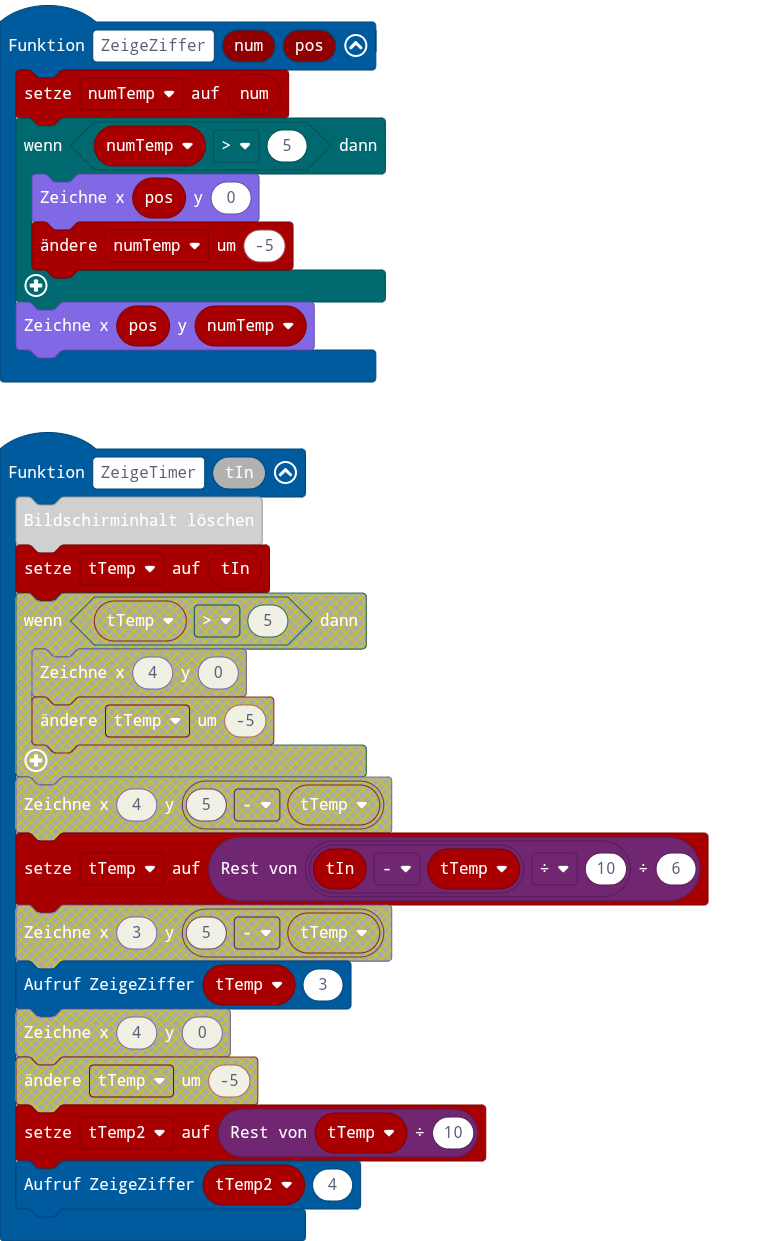 Funktion ZeigeZiffer num pos
setze numTemp auf num
wenn numTemp > 5 dann
Zeichne x pos y 0
ändere numTemp um -5
Zeichne x pos y numTemp
Funktion ZeigeTimer tIn
Bildschirminhalt löschen
setze tTemp auf tIn
wenn tTemp > 5 dann
Zeichne x 4 y 0
ändere tTemp um -5
Zeichne x 4 y 5 - tTemp
setze tTemp auf Rest von tIn - tTemp ÷ 10 ÷ 6
Zeichne x 3 y 5 - tTemp
Aufruf ZeigeZiffer tTemp 3
Zeichne x 4 y 0
ändere tTemp um -5
setze tTemp2 auf Rest von tTemp ÷ 10
Aufruf ZeigeZiffer tTemp2 4